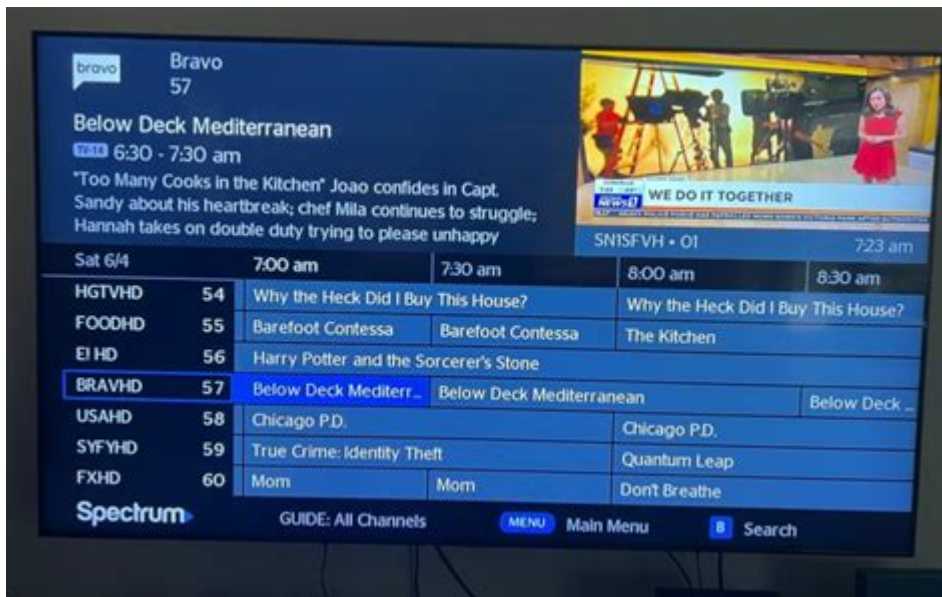 bravo
Bravo
57
Below Deck Mediterranean
TV-14 6:30 - 7:30 am
"Too Many Cooks in the Kitchen" Joao confides in Capt.
Sandy about his heartbreak; chef Mila continues to struggle;
Hannah takes on double duty trying to please unhappy
WE DO IT TOGETHER
NEWS 1
SN1SFVH • 01 7:23 am
Sat 6/4 7:00 am 7:30 am 8:00 am 8:30 am
HGTVHD 54 Why the Heck Did I Buy This House? Why the Heck Did I Buy This House?
FOODHD 55 Barefoot Contessa Barefoot Contessa The Kitchen
E! HD 56 Harry Potter and the Sorcerer's Stone
BRAVHD 57 Below Deck Mediterr... Below Deck Mediterranean Below Deck ...
USAHD 58 Chicago P.D. Chicago P.D.
SYFYHD 59 True Crime: Identity Theft Quantum Leap
FXHD 60 Mom Mom Don't Breathe
Spectrum GUIDE: All Channels MENU Main Menu B Search